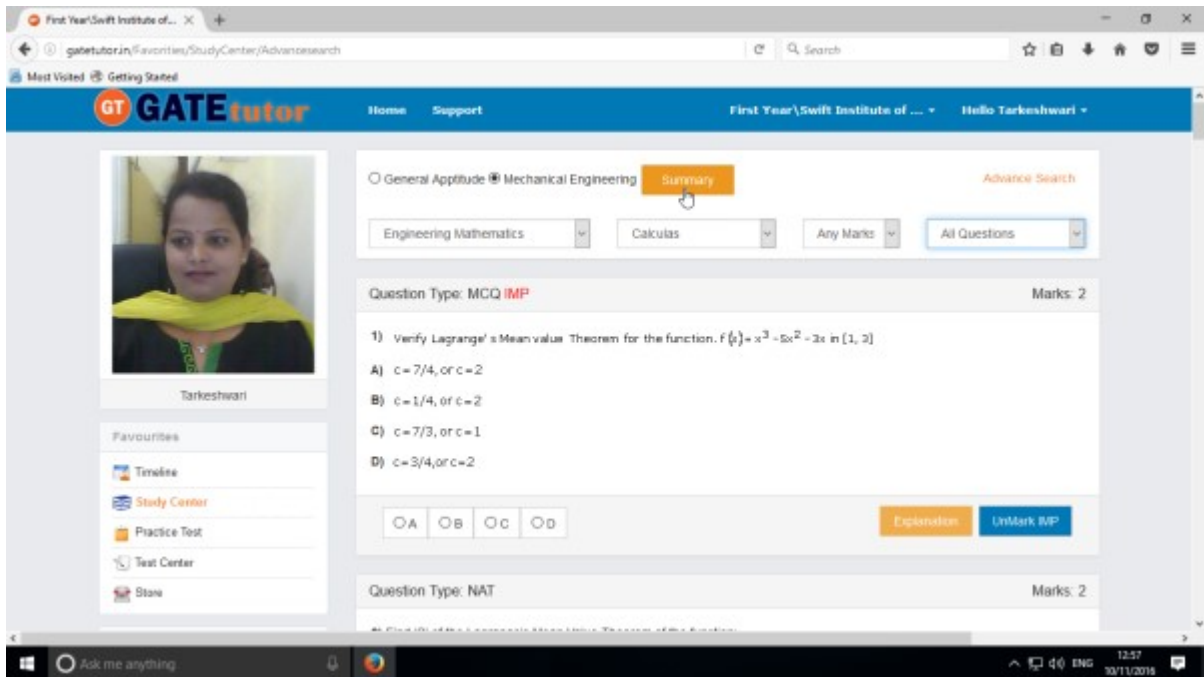 First Year\Swift Institute of...
gatetutor.in/Favorities/StudyCenter/Advancesearch
Search
Most Visited Getting Started
GT GATEtutor Home Support First Year\Swift Institute of .... Hello Tarkeshwari
General Apptitude Mechanical Engineering Summary Advance Search
Engineering Mathematics Calculas Any Marks All Questions
Question Type: MCQ IMP Marks: 2
1) Verify Lagrange's Mean value Theorem for the function. f(x)= x³ -5x² - 3x in [1, 3]
A) c=7/4, or c=2
B) c=1/4, or c=2
C) c=7/3, or c=1
D) c=3/4,or c=2
A B C D Explanation UnMark IMP
Question Type: NAT Marks: 2
Tarkeshwari
Favourites
Timeline
Study Center
Practice Test
Test Center
Store
Ask me anything ENG 12:57
10/11/2016